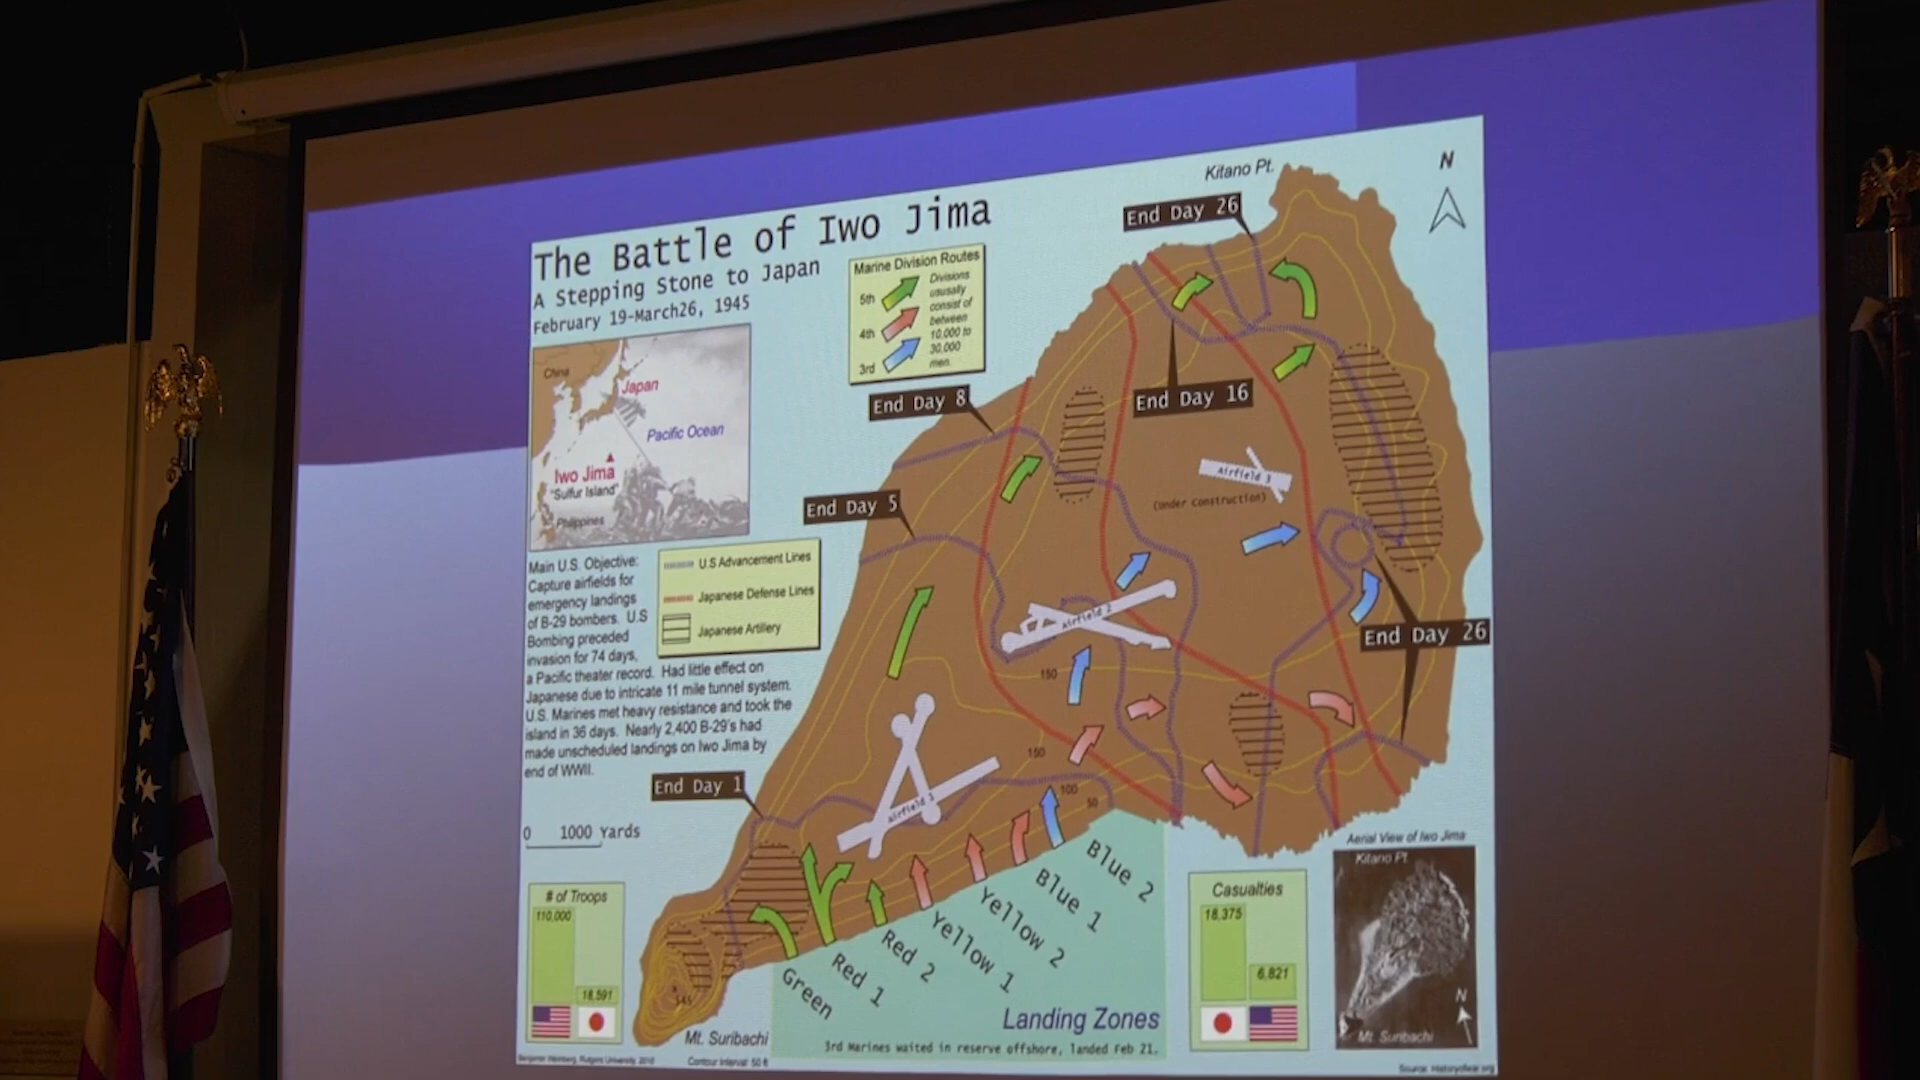 The Battle of Iwo Jima
A Stepping Stone to Japan
February 19-March26, 1945
Marine Division Routes
5th
4th
3rd
Divisions
ususally
consist of
between
10,000 to
30,000
men.
China
Japan
Pacific Ocean
Iwo Jima
"Sulfur Island"
Philippines
Main U.S. Objective:
Capture airfields for
emergency landings
of B-29 bombers. U.S
Bombing preceded
invasion for 74 days,
a Pacific theater record. Had little effect on
Japanese due to intricate 11 mile tunnel system.
U.S. Marines met heavy resistance and took the
island in 36 days. Nearly 2,400 B-29's had
made unscheduled landings on Iwo Jima by
end of WWII.
U.S Advancement Lines
Japanese Defense Lines
Japanese Artillery
0 1000 Yards
# of Troops
110,000
18,591
Kitano Pt.
N
End Day 26
End Day 16
End Day 8
End Day 5
End Day 1
End Day 26
Airfield 3
(Under Construction)
Airfield 2
Airfield 1
150
150
100
50
545
Green
Red 1
Red 2
Yellow 1
Yellow 2
Blue 1
Blue 2
Landing Zones
3rd Marines waited in reserve offshore, landed Feb 21.
Mt. Suribachi
Contour Interval: 50 ft
Benjamin Weinberg, Rutgers University, 2010
Casualties
18,375
6,821
Aerial View of Iwo Jima
Kitano Pt.
N
Mt. Suribachi